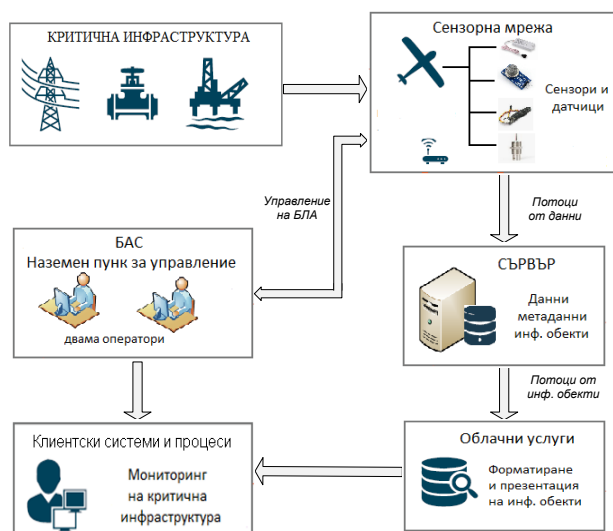 КРИТИЧНА ИНФРАСТРУКТУРА
Сензорна мрежа
Сензори и
датчици
Управление
на БЛА
Потоци
от данни
БАС
Наземен пунк за управление
двама оператори
СЪРВЪР
Данни
метаданни
инф. обекти
Потоци от
инф. обекти
Клиентски системи и процеси
Мониторинг
на критична
инфраструктура
Облачни услуги
Форматиране
и презентация
на инф. обекти